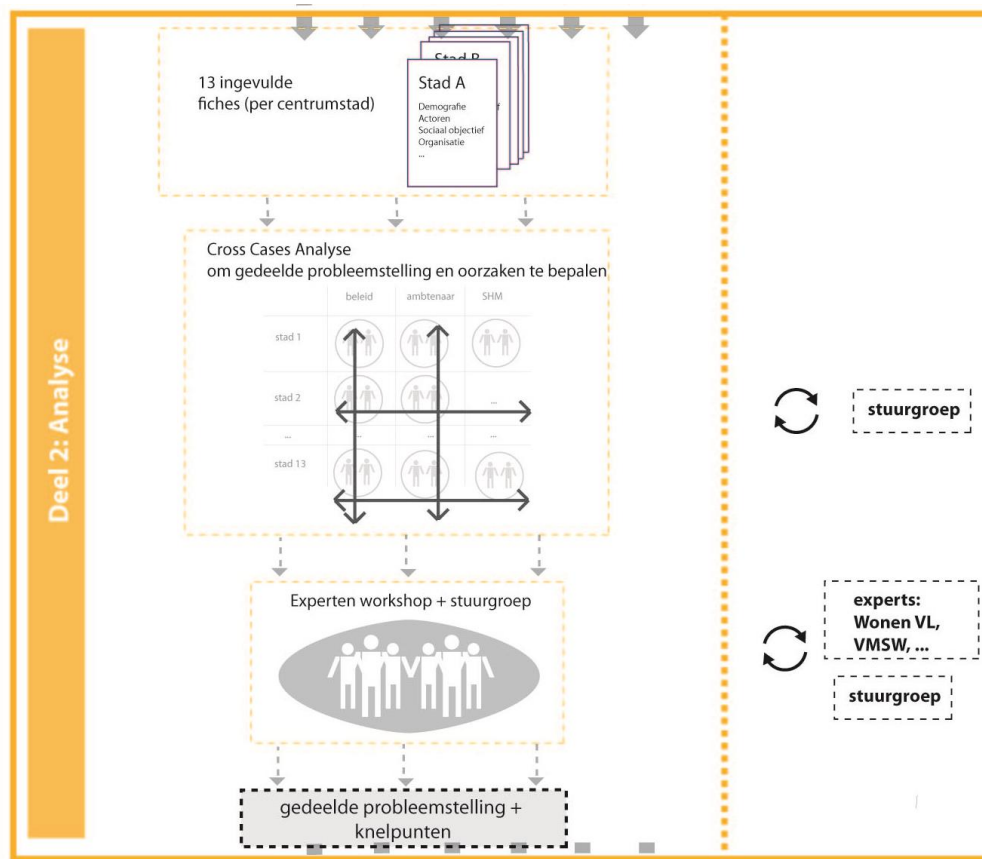 Deel 2: Analyse
13 ingevulde
fiches (per centrumstad)
Stad B
Stad A
Demografie
Actoren
Sociaal objectief
Organisatie
...
Cross Cases Analyse
om gedeelde probleemstelling en oorzaken te bepalen
beleid ambtenaar SHM
stad 1
stad 2 ...
... ... ... ...
stad 13
stuurgroep
Experten workshop + stuurgroep
experts:
Wonen VL,
VMSW, ...
stuurgroep
gedeelde probleemstelling +
knelpunten